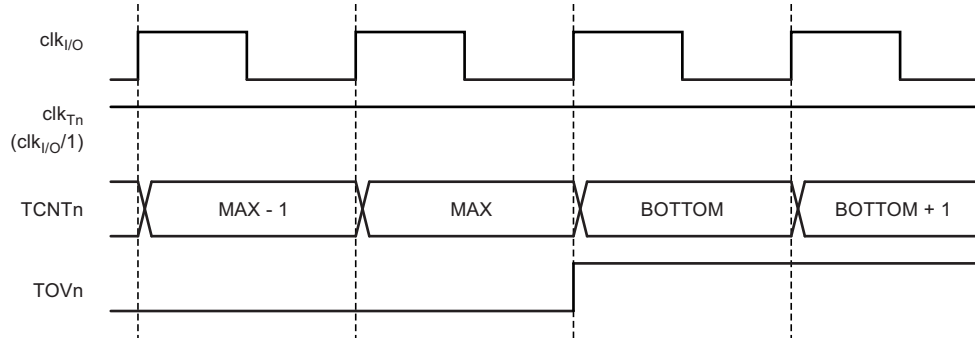 clkI/O
clkTn
(clkI/O/1)
TCNTn MAX - 1 MAX BOTTOM BOTTOM + 1
TOVn